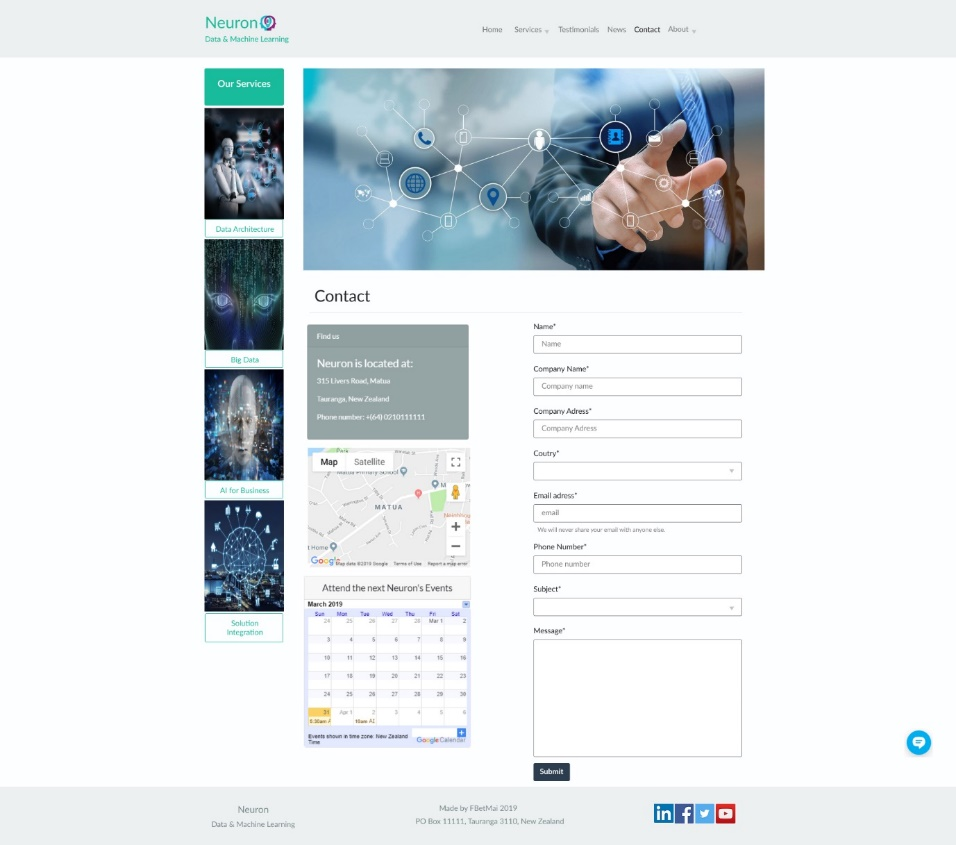 Neuron
Data & Machine Learning
Home Services Testimonials News Contact About
Our Services
Data Architecture
Big Data
AI for Business
Solution
Integration
Contact
Find us
Neuron is located at:
315 Livers Road, Matua
Tauranga, New Zealand
Phone number: +(64) 0210111111
Map Satellite
Matua Primary School
MATUA
t Home
Google
Map data ©2019 Google Terms of Use Report a map error
Attend the next Neuron's Events
March 2019
Sun Mon Tue Wed Thu Fri Sat
24 25 26 27 28 Mar 1 2
3 4 5 6 7 8 9
10 11 12 13 14 15 16
17 18 19 20 21 22 23
24 25 26 27 28 29 30
31 Apr 1 2 3 4 5 6
Events shown in time zone: New Zealand
Time
Google Calendar
Name*
Name
Company Name*
Company name
Company Adress*
Company Adress
Coutry*
Email adress*
email
We will never share your email with anyone else.
Phone Number*
Phone number
Subject*
Message*
Submit
Neuron
Data & Machine Learning
Made by FBetMai 2019
PO Box 11111, Tauranga 3110, New Zealand
in